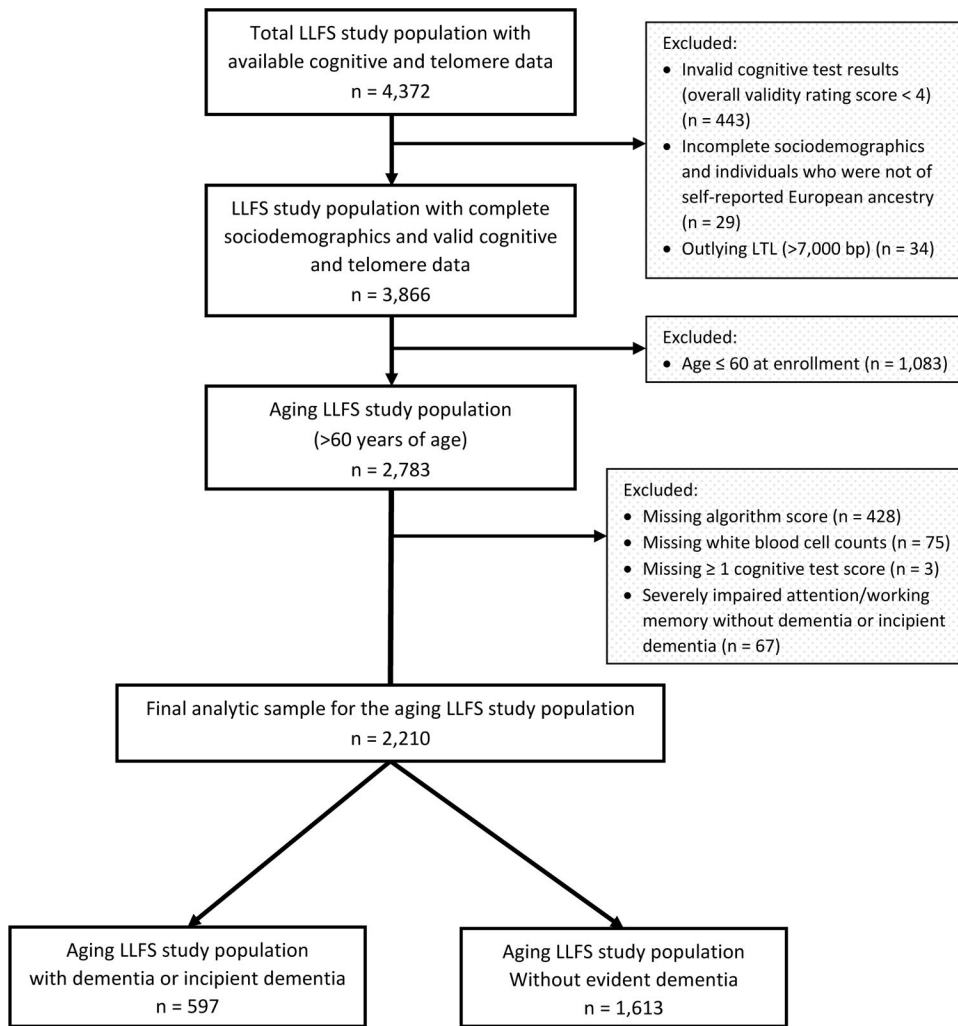 Total LLFS study population with
available cognitive and telomere data
n = 4,372
Excluded:
• Invalid cognitive test results
(overall validity rating score < 4)
(n = 443)
• Incomplete sociodemographics
and individuals who were not of
self-reported European ancestry
(n = 29)
• Outlying LTL (>7,000 bp) (n = 34)
LLFS study population with complete
sociodemographics and valid cognitive
and telomere data
n = 3,866
Excluded:
• Age ≤ 60 at enrollment (n = 1,083)
Aging LLFS study population
(>60 years of age)
n = 2,783
Excluded:
• Missing algorithm score (n = 428)
• Missing white blood cell counts (n = 75)
• Missing ≥ 1 cognitive test score (n = 3)
• Severely impaired attention/working
memory without dementia or incipient
dementia (n = 67)
Final analytic sample for the aging LLFS study population
n = 2,210
Aging LLFS study population
with dementia or incipient dementia
n = 597
Aging LLFS study population
Without evident dementia
n = 1,613